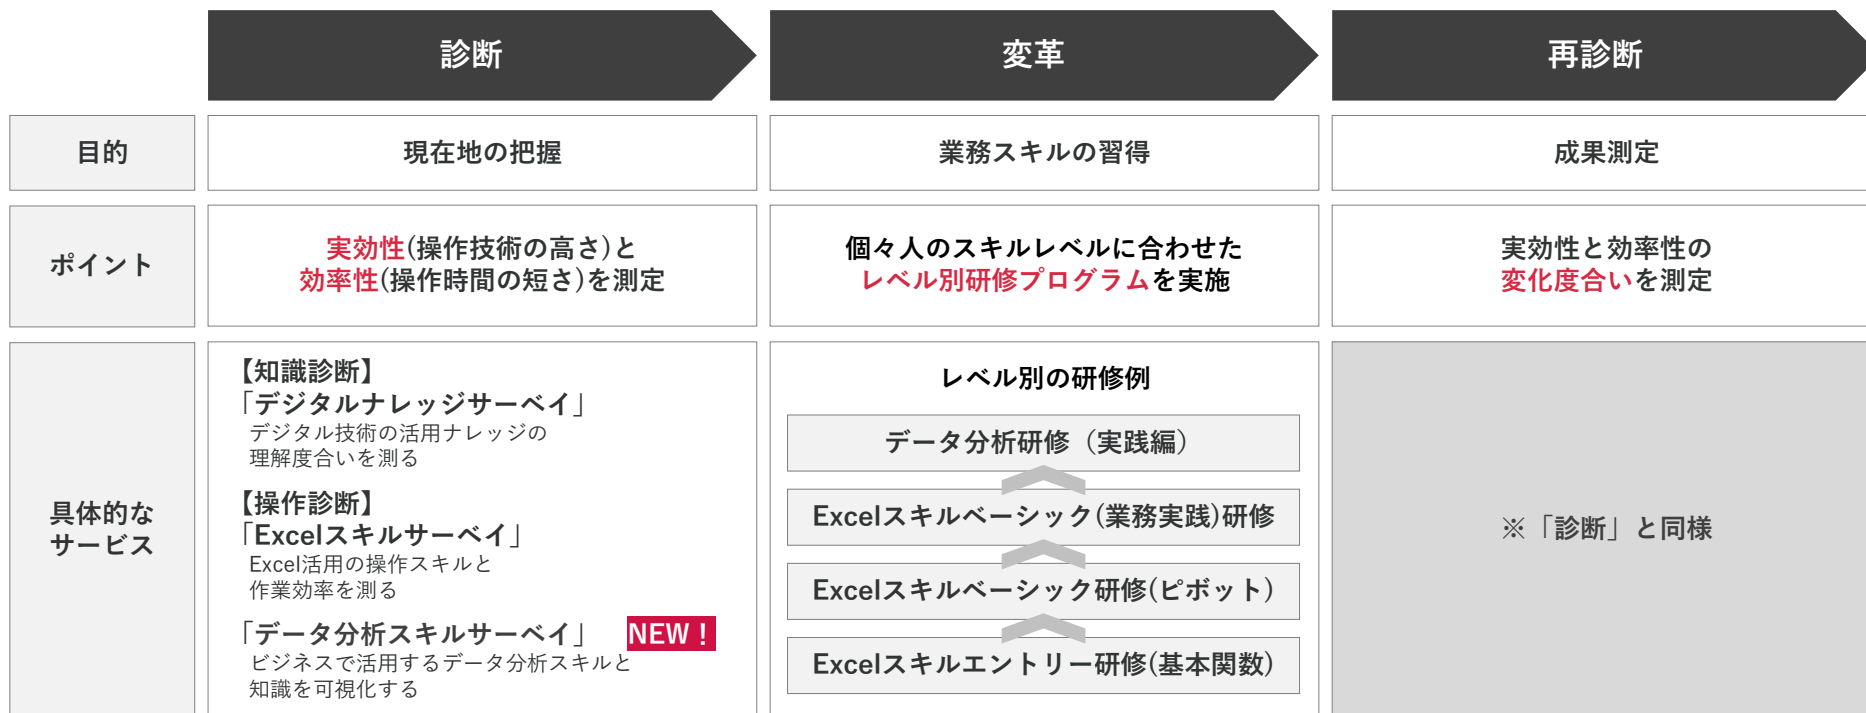 診断
変革
再診断
目的
現在地の把握
業務スキルの習得
成果測定
ポイント
実効性(操作技術の高さ)と
効率性(操作時間の短さ)を測定
個々人のスキルレベルに合わせた
レベル別研修プログラムを実施
実効性と効率性の
変化度合いを測定
具体的な
サービス
【知識診断】
「デジタルナレッジサーベイ」
デジタル技術の活用ナレッジの
理解度合いを測る
【操作診断】
「Excelスキルサーベイ」
Excel活用の操作スキルと
作業効率を測る
「データ分析スキルサーベイ」 NEW！
ビジネスで活用するデータ分析スキルと
知識を可視化する
レベル別の研修例
データ分析研修（実践編）
Excelスキルベーシック(業務実践)研修
Excelスキルベーシック研修(ピボット)
Excelスキルエントリー研修(基本関数)
※「診断」と同様